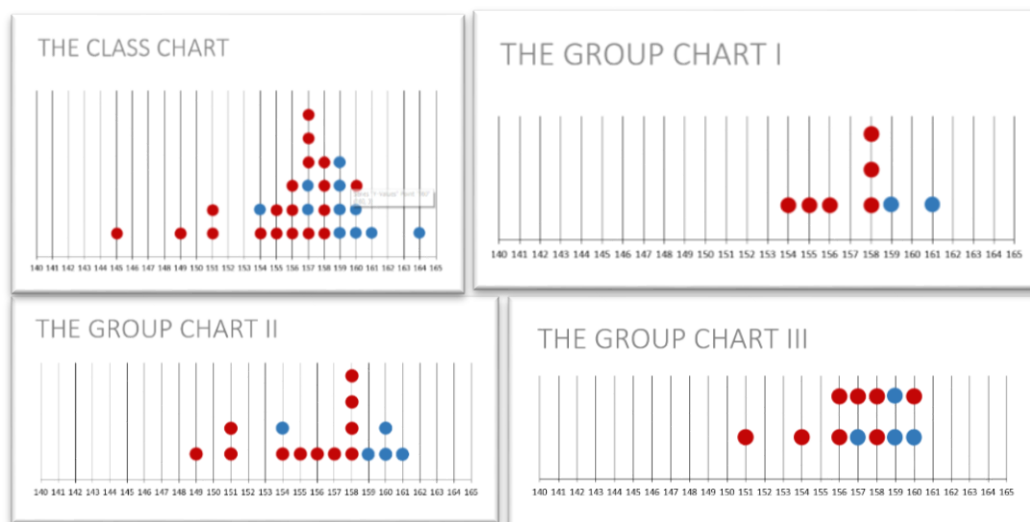 THE CLASS CHART
140 141 142 143 144 145 146 147 148 149 150 151 152 153 154 155 156 157 158 159 160 161 162 163 164 165
THE GROUP CHART I
140 141 142 143 144 145 146 147 148 149 150 151 152 153 154 155 156 157 158 159 160 161 162 163 164 165
THE GROUP CHART II
140 141 142 143 144 145 146 147 148 149 150 151 152 153 154 155 156 157 158 159 160 161 162 163 164 165
THE GROUP CHART III
140 141 142 143 144 145 146 147 148 149 150 151 152 153 154 155 156 157 158 159 160 161 162 163 164 165